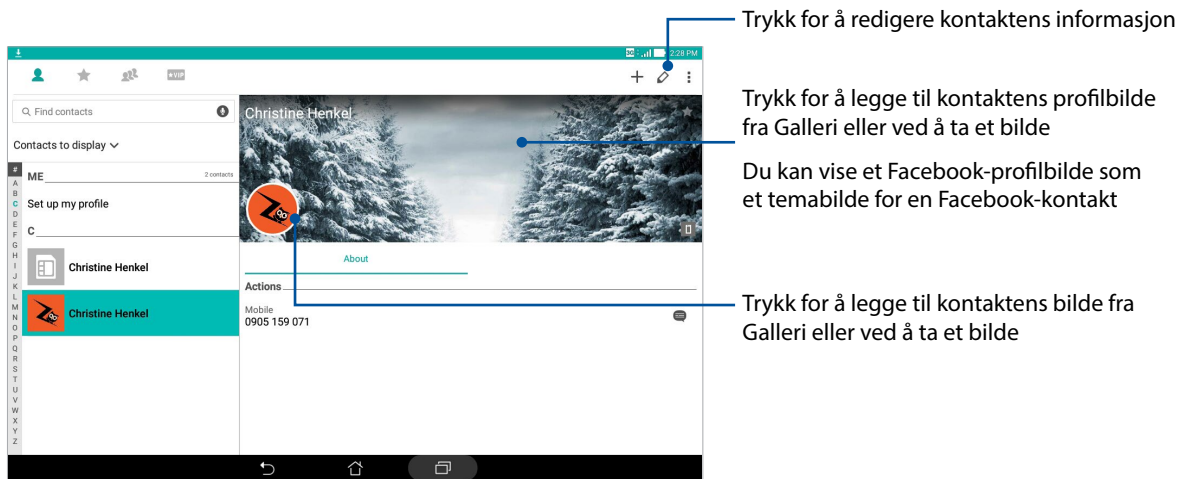 Trykk for å redigere kontaktens informasjon
3G 2:28 PM
VIP
Find contacts
Christine Henkel
Trykk for å legge til kontaktens profilbilde
fra Galleri eller ved å ta et bilde
Contacts to display
Du kan vise et Facebook-profilbilde som
et temabilde for en Facebook-kontakt
#
A
B
C
D
E
F
G
H
I
J
K
L
M
N
O
P
Q
R
S
T
U
V
W
X
Y
Z
ME 2 contacts
Set up my profile
C
Christine Henkel
Christine Henkel
About
Actions
Mobile
0905 159 071
Trykk for å legge til kontaktens bilde fra
Galleri eller ved å ta et bilde